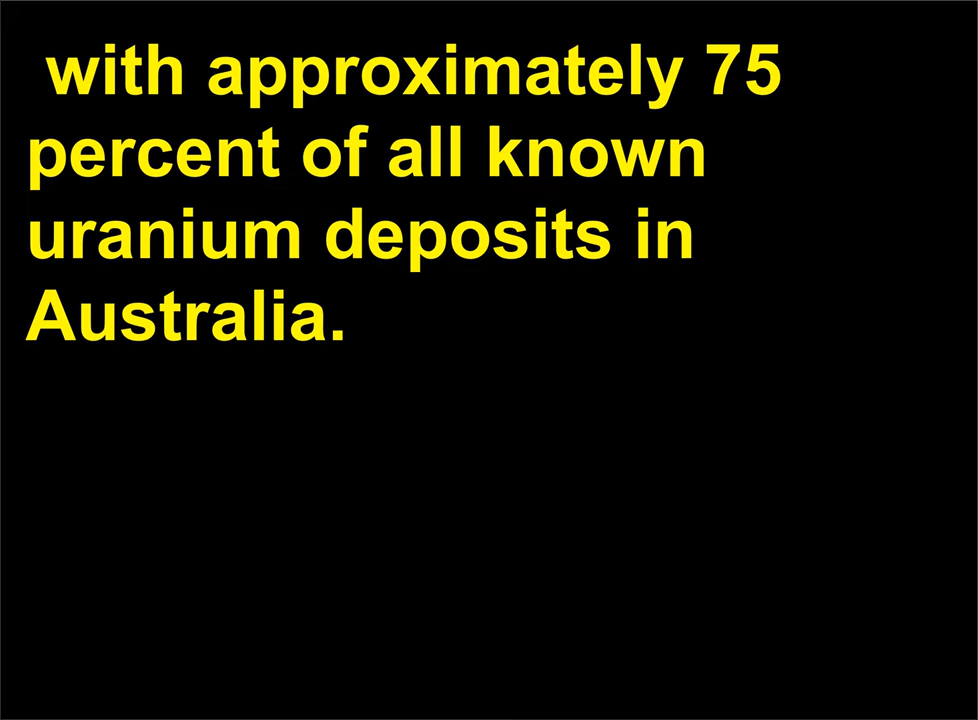 with approximately 75
percent of all known
uranium deposits in
Australia.